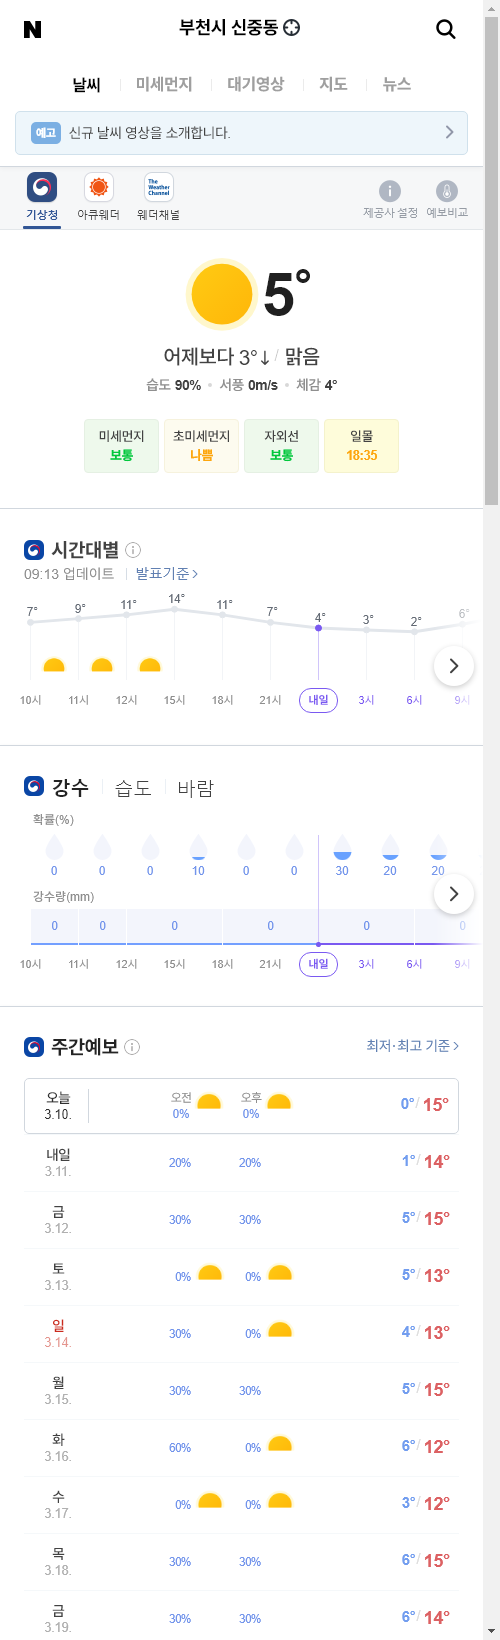 N
부천시 신중동
날씨 미세먼지 대기영상 지도 뉴스
예고 신규 날씨 영상을 소개합니다.
The
Weather
Channel
기상청 아큐웨더 웨더채널 제공사 설정 예보비교
5°
어제보다 3°↓ / 맑음
습도 90% • 서풍 0m/s • 체감 4°
미세먼지 초미세먼지 자외선 일몰
보통 나쁨 보통 18:35
시간대별
09:13 업데이트 발표기준 >
7° 9° 11° 14° 11° 7° 4° 3° 2° 6°
10시 11시 12시 15시 18시 21시 내일 3시 6시 9시
강수 습도 바람
확률(%)
0 0 0 10 0 0 30 20 20
강수량(mm)
0 0 0 0 0 0
10시 11시 12시 15시 18시 21시 내일 3시 6시 9시
주간예보 최저·최고 기준 >
오늘 오전 오후
3.10. 0% 0% 0° / 15°
내일
3.11. 20% 20% 1° / 14°
금
3.12. 30% 30% 5° / 15°
토
3.13. 0% 0% 5° / 13°
일
3.14. 30% 0% 4° / 13°
월
3.15. 30% 30% 5° / 15°
화
3.16. 60% 0% 6° / 12°
수
3.17. 0% 0% 3° / 12°
목
3.18. 30% 30% 6° / 15°
금
3.19. 30% 30% 6° / 14°